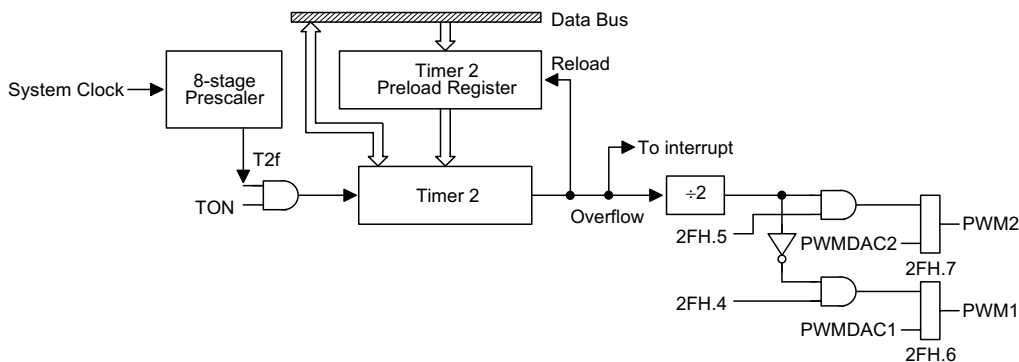 Data Bus
System Clock
8-stage
Prescaler
Timer 2
Preload Register
Reload
T2f
TON
Timer 2
To interrupt
Overflow
÷2
2FH.5
PWMDAC2
PWM2
2FH.7
2FH.4
PWMDAC1
PWM1
2FH.6